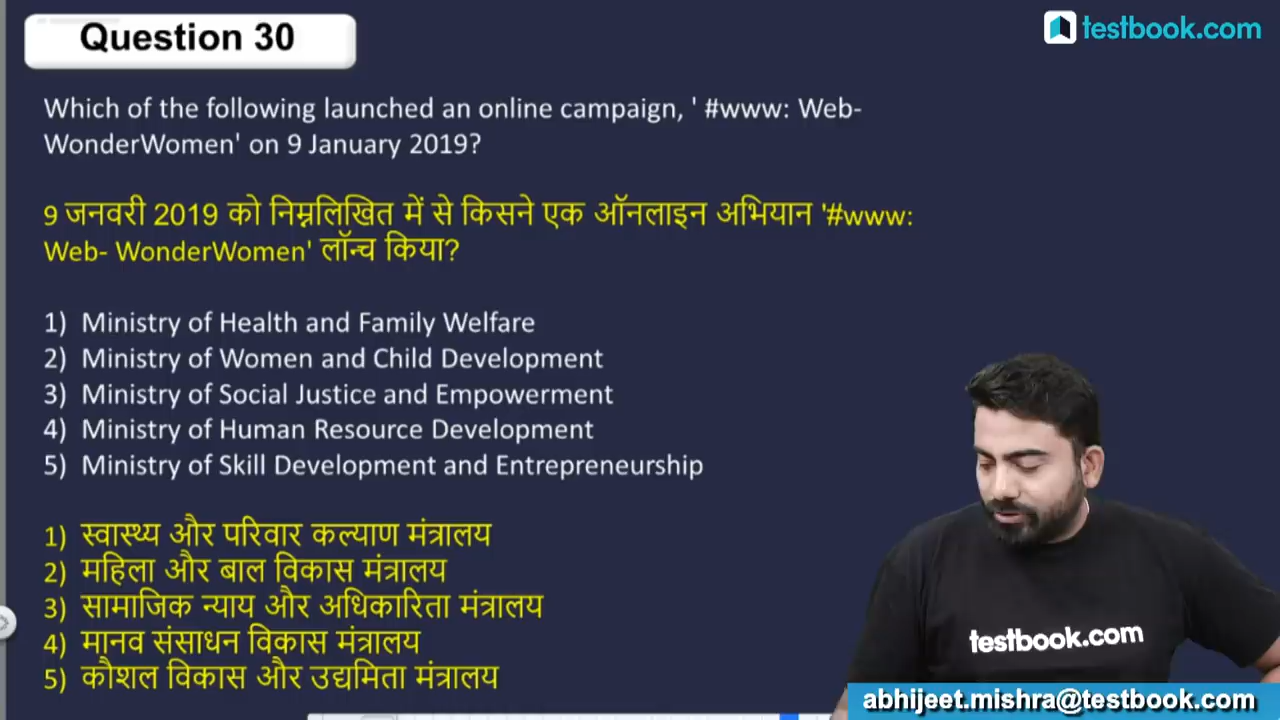 Question 30
testbook.com
Which of the following launched an online campaign, ' #www: Web-
WonderWomen' on 9 January 2019?
9 जनवरी 2019 को निम्नलिखित में से किसने एक ऑनलाइन अभियान '#www:
Web- WonderWomen' लॉन्च किया?
1) Ministry of Health and Family Welfare
2) Ministry of Women and Child Development
3) Ministry of Social Justice and Empowerment
4) Ministry of Human Resource Development
5) Ministry of Skill Development and Entrepreneurship
1) स्वास्थ्य और परिवार कल्याण मंत्रालय
2) महिला और बाल विकास मंत्रालय
3) सामाजिक न्याय और अधिकारिता मंत्रालय
4) मानव संसाधन विकास मंत्रालय
5) कौशल विकास और उद्यमिता मंत्रालय
testbook.com
abhijeet.mishra@testbook.com